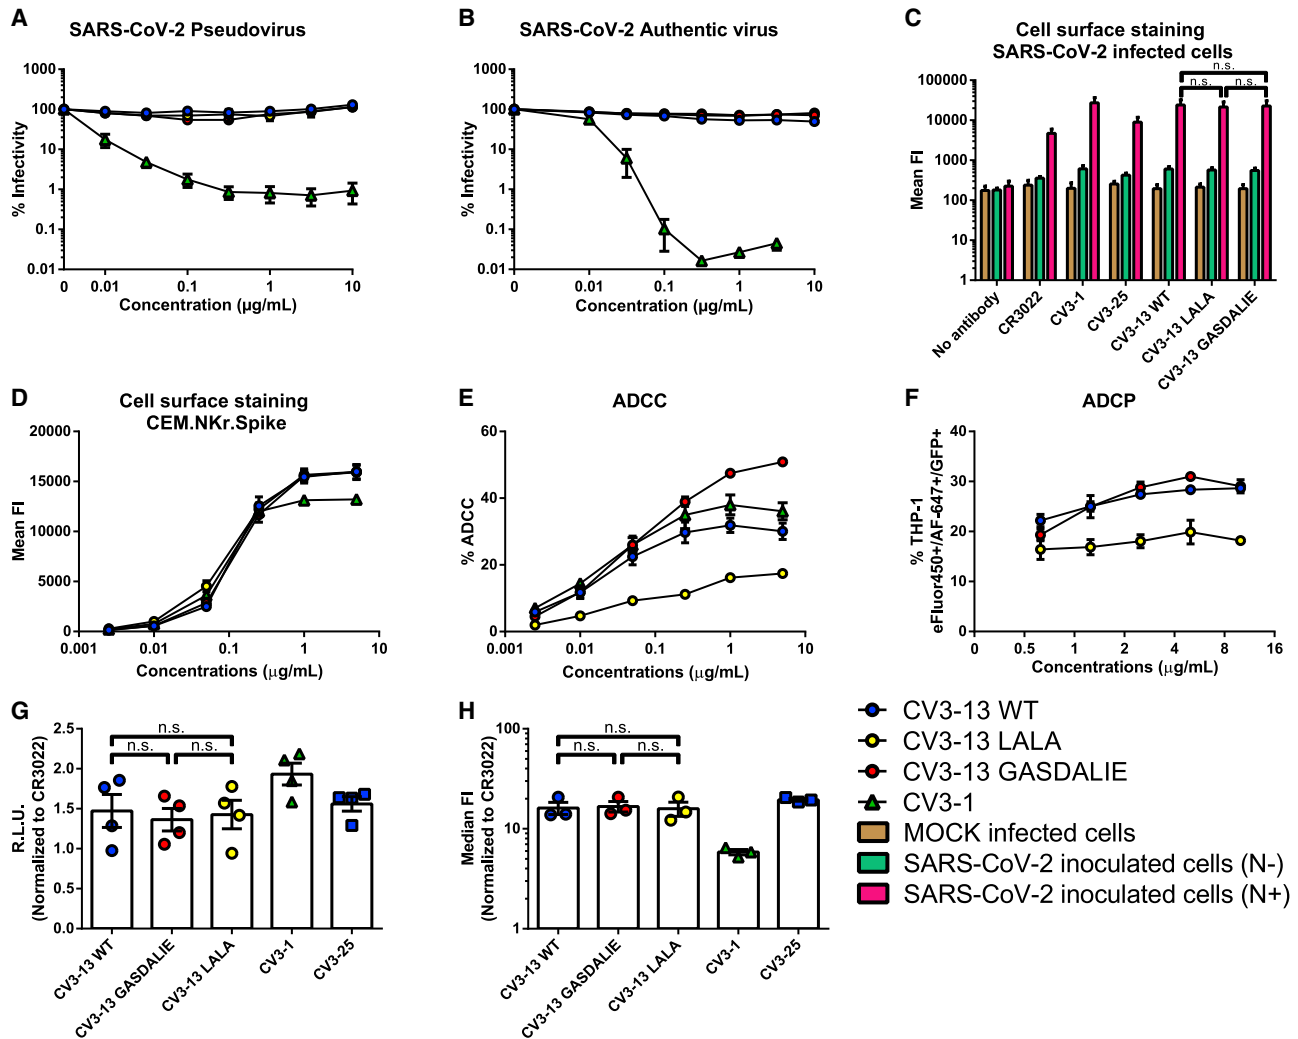 A
SARS-CoV-2 Pseudovirus
% Infectivity
1000
100
10
1
0.1
0.01
0
0.01
0.1
1
10
Concentration (µg/mL)
B
SARS-CoV-2 Authentic virus
% Infectivity
1000
100
10
1
0.1
0.01
0
0.01
0.1
1
10
Concentration (µg/mL)
C
Cell surface staining
SARS-CoV-2 infected cells
n.s.
n.s.
n.s.
Mean FI
100000
10000
1000
100
10
1
No antibody
CR3022
CV3-1
CV3-25
CV3-13 WT
CV3-13 LALA
CV3-13 GASDALIE
D
Cell surface staining
CEM.NKr.Spike
Mean FI
20000
15000
10000
5000
0
0.001
0.01
0.1
1
10
Concentrations (µg/mL)
E
ADCC
% ADCC
60
40
20
0
0.001
0.01
0.1
1
10
Concentrations (µg/mL)
F
ADCP
% THP-1
eFluor450+/AF-647+/GFP+
40
30
20
10
0
0
0.5
1
2
4
8
16
Concentrations (µg/mL)
G
R.L.U.
(Normalized to CR3022)
2.5
2.0
1.5
1.0
0.5
0.0
n.s.
n.s.
n.s.
CV3-13 WT
CV3-13 GASDALIE
CV3-13 LALA
CV3-1
CV3-25
H
Median FI
(Normalized to CR3022)
100
10
1
n.s.
n.s.
n.s.
CV3-13 WT
CV3-13 GASDALIE
CV3-13 LALA
CV3-1
CV3-25
CV3-13 WT
CV3-13 LALA
CV3-13 GASDALIE
CV3-1
MOCK infected cells
SARS-CoV-2 inoculated cells (N-)
SARS-CoV-2 inoculated cells (N+)